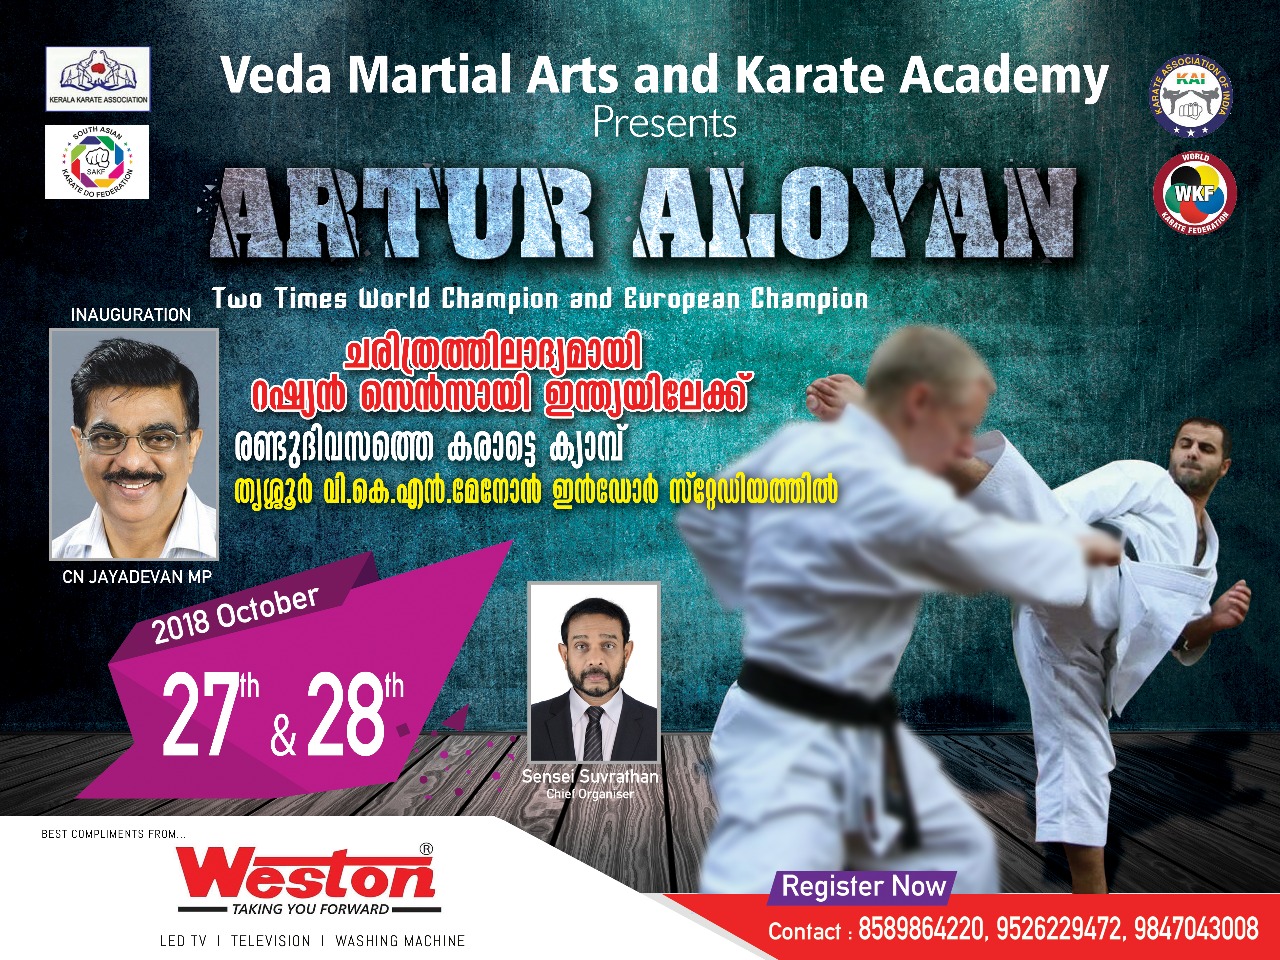 KERALA KARATE ASSOCIATION
SOUTH ASIAN
SAKF
KARATE DO FEDERATION
Veda Martial Arts and Karate Academy
Presents
KARATE ASSOCIATION OF INDIA
KAI
WORLD
WKF
KARATE FEDERATION
ARTUR ALOYAN
Two Times World Champion and European Champion
INAUGURATION
CN JAYADEVAN MP
ചരിത്രത്തിലാദ്യമായി
റഷ്യൻ സെൻസായി ഇന്ത്യയിലേക്ക്
രണ്ടുദിവസത്തെ കരാട്ടെ ക്യാമ്പ്
തൃശ്ശൂർ വി.കെ.എൻ.മേനോൻ ഇൻഡോർ സ്റ്റേഡിയത്തിൽ
2018 October
27th & 28th
Sensei Suvrathan
Chief Organiser
BEST COMPLIMENTS FROM...
Weston®
TAKING YOU FORWARD
LED TV | TELEVISION | WASHING MACHINE
Register Now
Contact : 8589864220, 9526229472, 9847043008